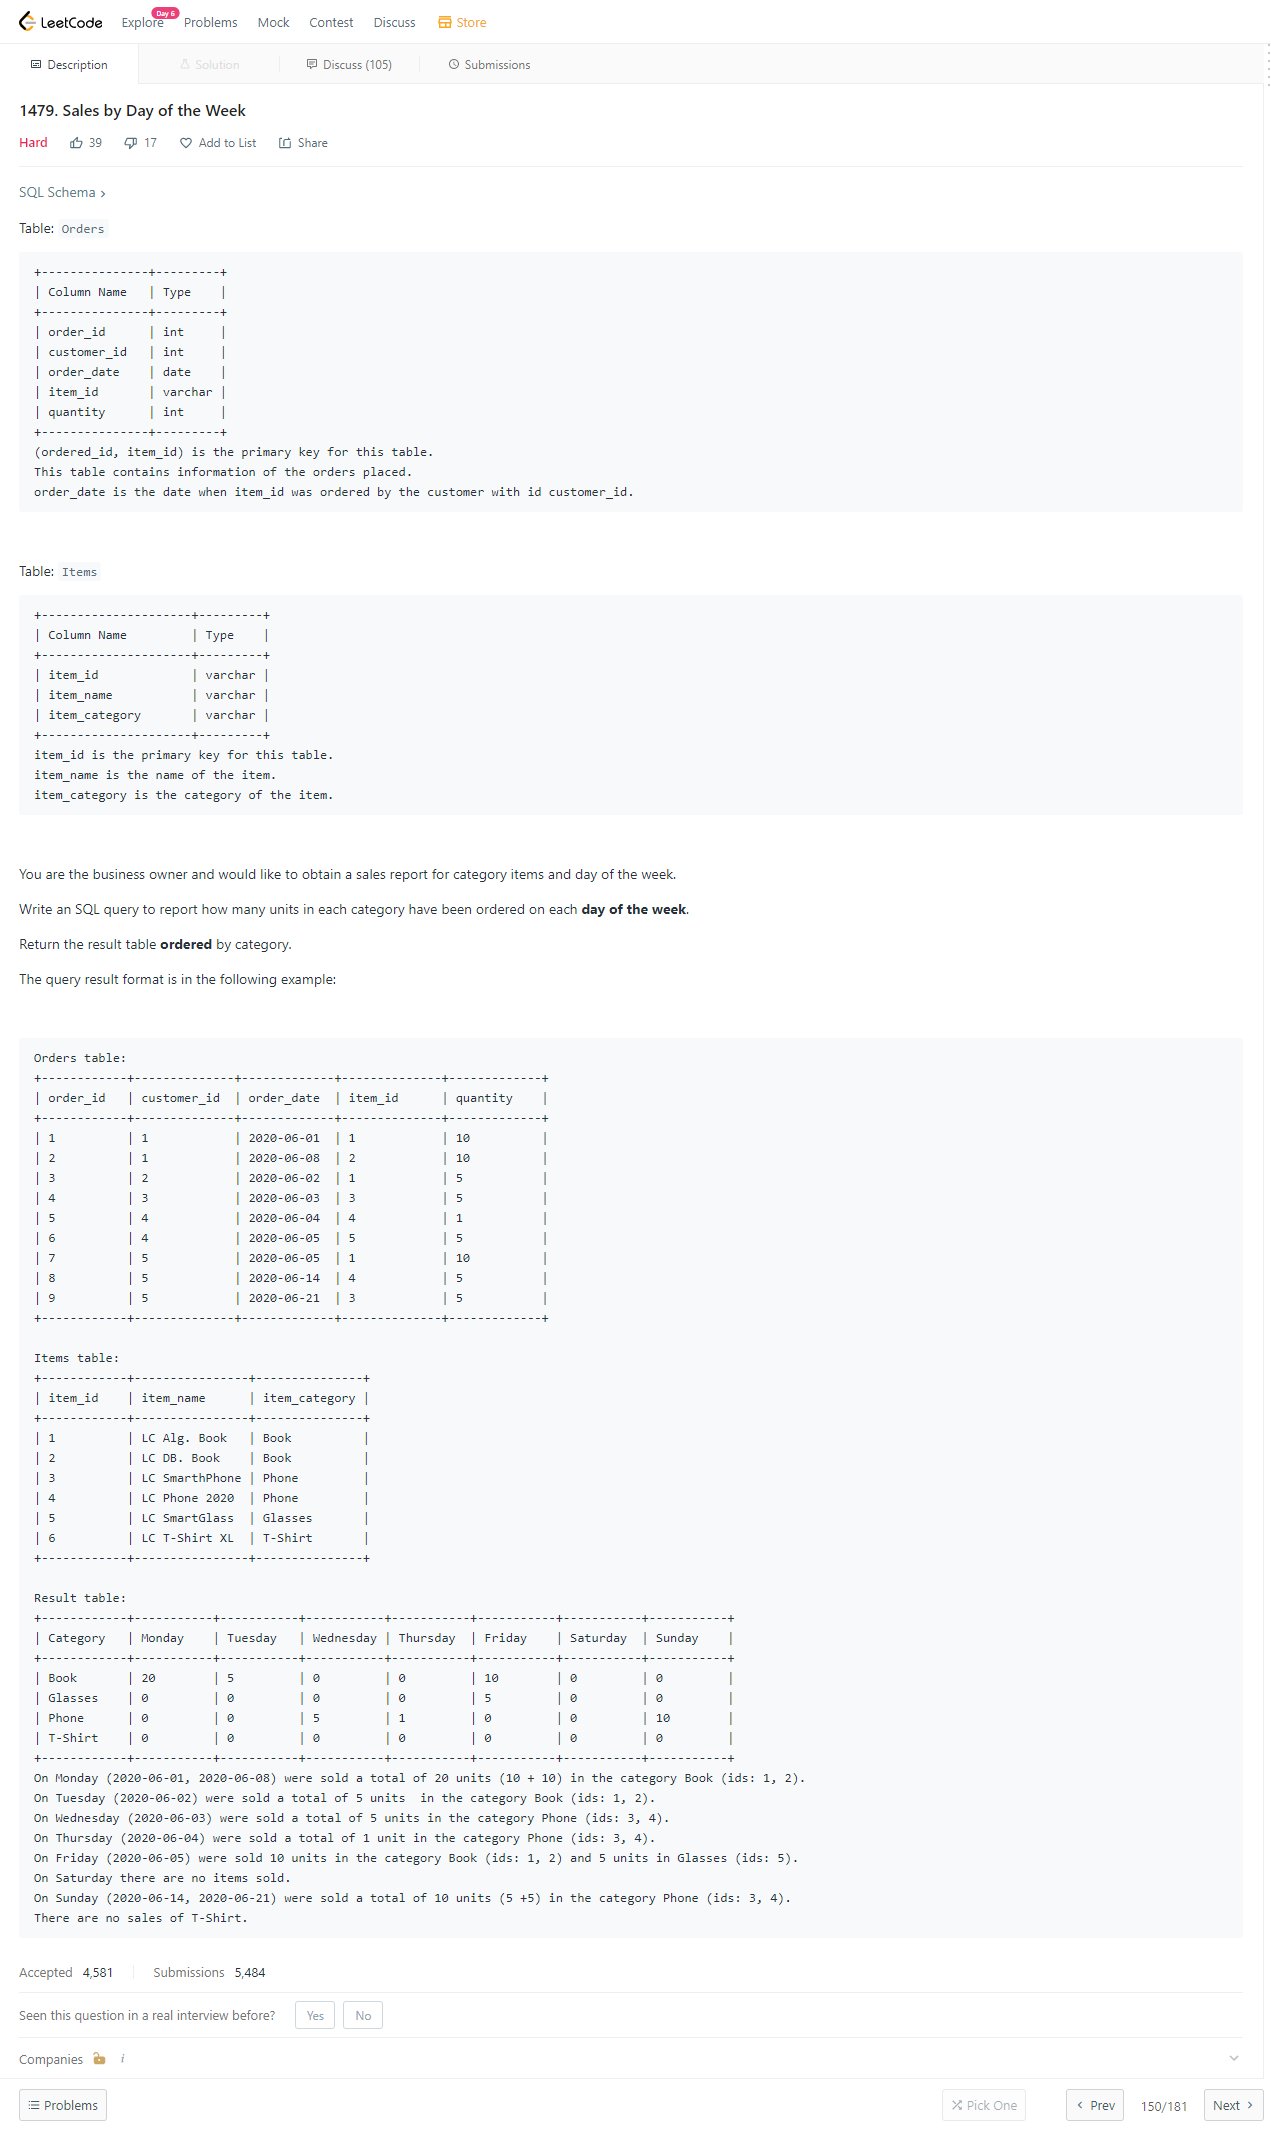 LeetCode Explore Day 6 Problems Mock Contest Discuss Store
Description Solution Discuss (105) Submissions
1479. Sales by Day of the Week
Hard 39 17 Add to List Share
SQL Schema ›
Table: Orders
+---------------+---------+
| Column Name   | Type    |
+---------------+---------+
| order_id      | int     |
| customer_id   | int     |
| order_date    | date    |
| item_id       | varchar |
| quantity      | int     |
+---------------+---------+
(ordered_id, item_id) is the primary key for this table.
This table contains information of the orders placed.
order_date is the date when item_id was ordered by the customer with id customer_id.
Table: Items
+---------------------+---------+
| Column Name         | Type    |
+---------------------+---------+
| item_id             | varchar |
| item_name           | varchar |
| item_category       | varchar |
+---------------------+---------+
item_id is the primary key for this table.
item_name is the name of the item.
item_category is the category of the item.
You are the business owner and would like to obtain a sales report for category items and day of the week.
Write an SQL query to report how many units in each category have been ordered on each day of the week.
Return the result table ordered by category.
The query result format is in the following example:
Orders table:
+------------+--------------+-------------+--------------+-------------+
| order_id   | customer_id  | order_date  | item_id      | quantity    |
+------------+--------------+-------------+--------------+-------------+
| 1          | 1            | 2020-06-01  | 1            | 10          |
| 2          | 1            | 2020-06-08  | 2            | 10          |
| 3          | 2            | 2020-06-02  | 1            | 5           |
| 4          | 3            | 2020-06-03  | 3            | 5           |
| 5          | 4            | 2020-06-04  | 4            | 1           |
| 6          | 4            | 2020-06-05  | 5            | 5           |
| 7          | 5            | 2020-06-05  | 1            | 10          |
| 8          | 5            | 2020-06-14  | 4            | 5           |
| 9          | 5            | 2020-06-21  | 3            | 5           |
+------------+--------------+-------------+--------------+-------------+
Items table:
+------------+----------------+---------------+
| item_id    | item_name      | item_category |
+------------+----------------+---------------+
| 1          | LC Alg. Book   | Book          |
| 2          | LC DB. Book    | Book          |
| 3          | LC SmarthPhone | Phone         |
| 4          | LC Phone 2020  | Phone         |
| 5          | LC SmartGlass  | Glasses       |
| 6          | LC T-Shirt XL  | T-Shirt       |
+------------+----------------+---------------+
Result table:
+------------+-----------+-----------+-----------+-----------+-----------+-----------+-----------+
| Category   | Monday    | Tuesday   | Wednesday | Thursday  | Friday    | Saturday  | Sunday    |
+------------+-----------+-----------+-----------+-----------+-----------+-----------+-----------+
| Book       | 20        | 5         | 0         | 0         | 10        | 0         | 0         |
| Glasses    | 0         | 0         | 0         | 0         | 5         | 0         | 0         |
| Phone      | 0         | 0         | 5         | 1         | 0         | 0         | 10        |
| T-Shirt    | 0         | 0         | 0         | 0         | 0         | 0         | 0         |
+------------+-----------+-----------+-----------+-----------+-----------+-----------+-----------+
On Monday (2020-06-01, 2020-06-08) were sold a total of 20 units (10 + 10) in the category Book (ids: 1, 2).
On Tuesday (2020-06-02) were sold a total of 5 units  in the category Book (ids: 1, 2).
On Wednesday (2020-06-03) were sold a total of 5 units in the category Phone (ids: 3, 4).
On Thursday (2020-06-04) were sold a total of 1 unit in the category Phone (ids: 3, 4).
On Friday (2020-06-05) were sold 10 units in the category Book (ids: 1, 2) and 5 units in Glasses (ids: 5).
On Saturday there are no items sold.
On Sunday (2020-06-14, 2020-06-21) were sold a total of 10 units (5 +5) in the category Phone (ids: 3, 4).
There are no sales of T-Shirt.
Accepted 4,581 Submissions 5,484
Seen this question in a real interview before? Yes No
Companies i
Problems Pick One ‹ Prev 150/181 Next ›